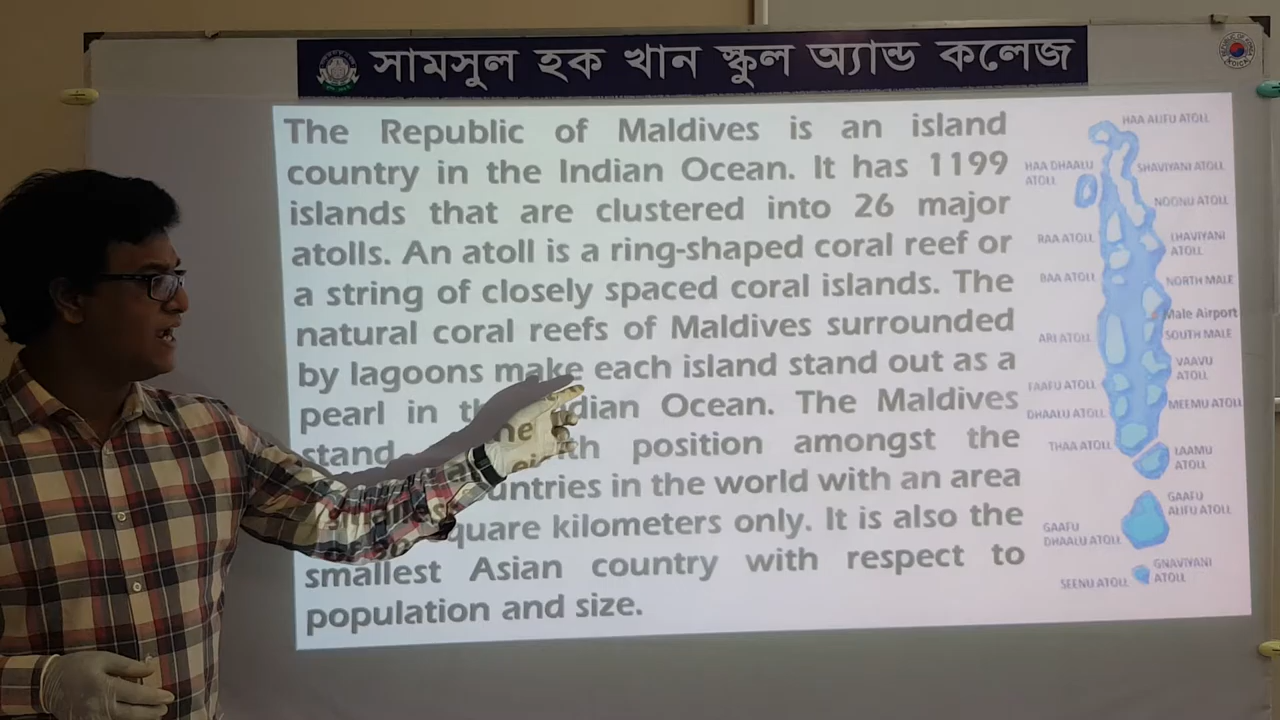 সামসুল হক খান স্কুল অ্যান্ড কলেজ
The Republic of Maldives is an island
country in the Indian Ocean. It has 1199
islands that are clustered into 26 major
atolls. An atoll is a ring-shaped coral reef or
a string of closely spaced coral islands. The
natural coral reefs of Maldives surrounded
by lagoons make each island stand out as a
pearl in Ocean. The Maldives
stand position amongst the
in the world with an area
kilometers only. It is also the
smallest Asian country with respect to
population and size.
HAA ALIFU ATOLL
HAA DHAALU
ATOLL
SHAVIYANI ATOLL
NOONU ATOLL
RAA ATOLL
LHAVIYANI
ATOLL
BAA ATOLL
NORTH MALE
Male Airport
ARI ATOLL
SOUTH MALE
VAAVU
ATOLL
FAAFU ATOLL
DHAALU ATOLL
MEEMU ATOLL
THAA ATOLL
LAAMU
ATOLL
GAAFU
ALIFU ATOLL
GAAFU
DHAALU ATOLL
GNAVIYANI
ATOLL
SEENU ATOLL